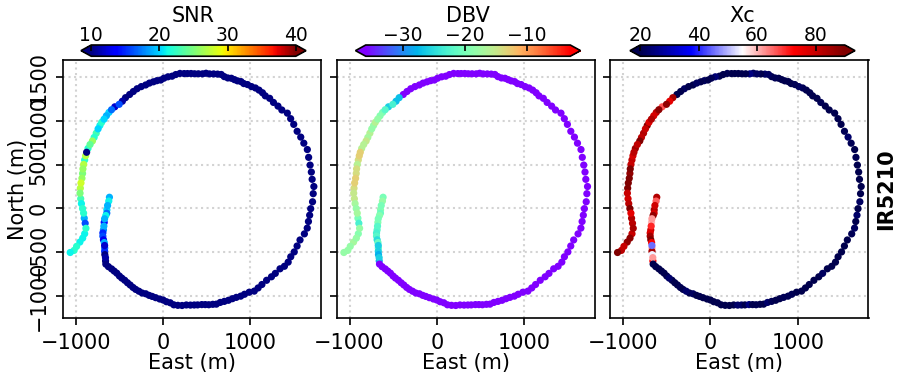 SNR DBV Xc
10 20 30 40 −30 −20 −10 20 40 60 80
1500
1000
500
0
−500
−1000
North (m)
IR5210
−1000 0 1000 −1000 0 1000 −1000 0 1000
East (m) East (m) East (m)